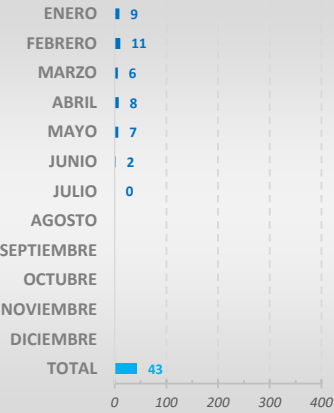 ENERO 9
FEBRERO 11
MARZO 6
ABRIL 8
MAYO 7
JUNIO 2
JULIO 0
AGOSTO
SEPTIEMBRE
OCTUBRE
NOVIEMBRE
DICIEMBRE
TOTAL 43
0 100 200 300 400